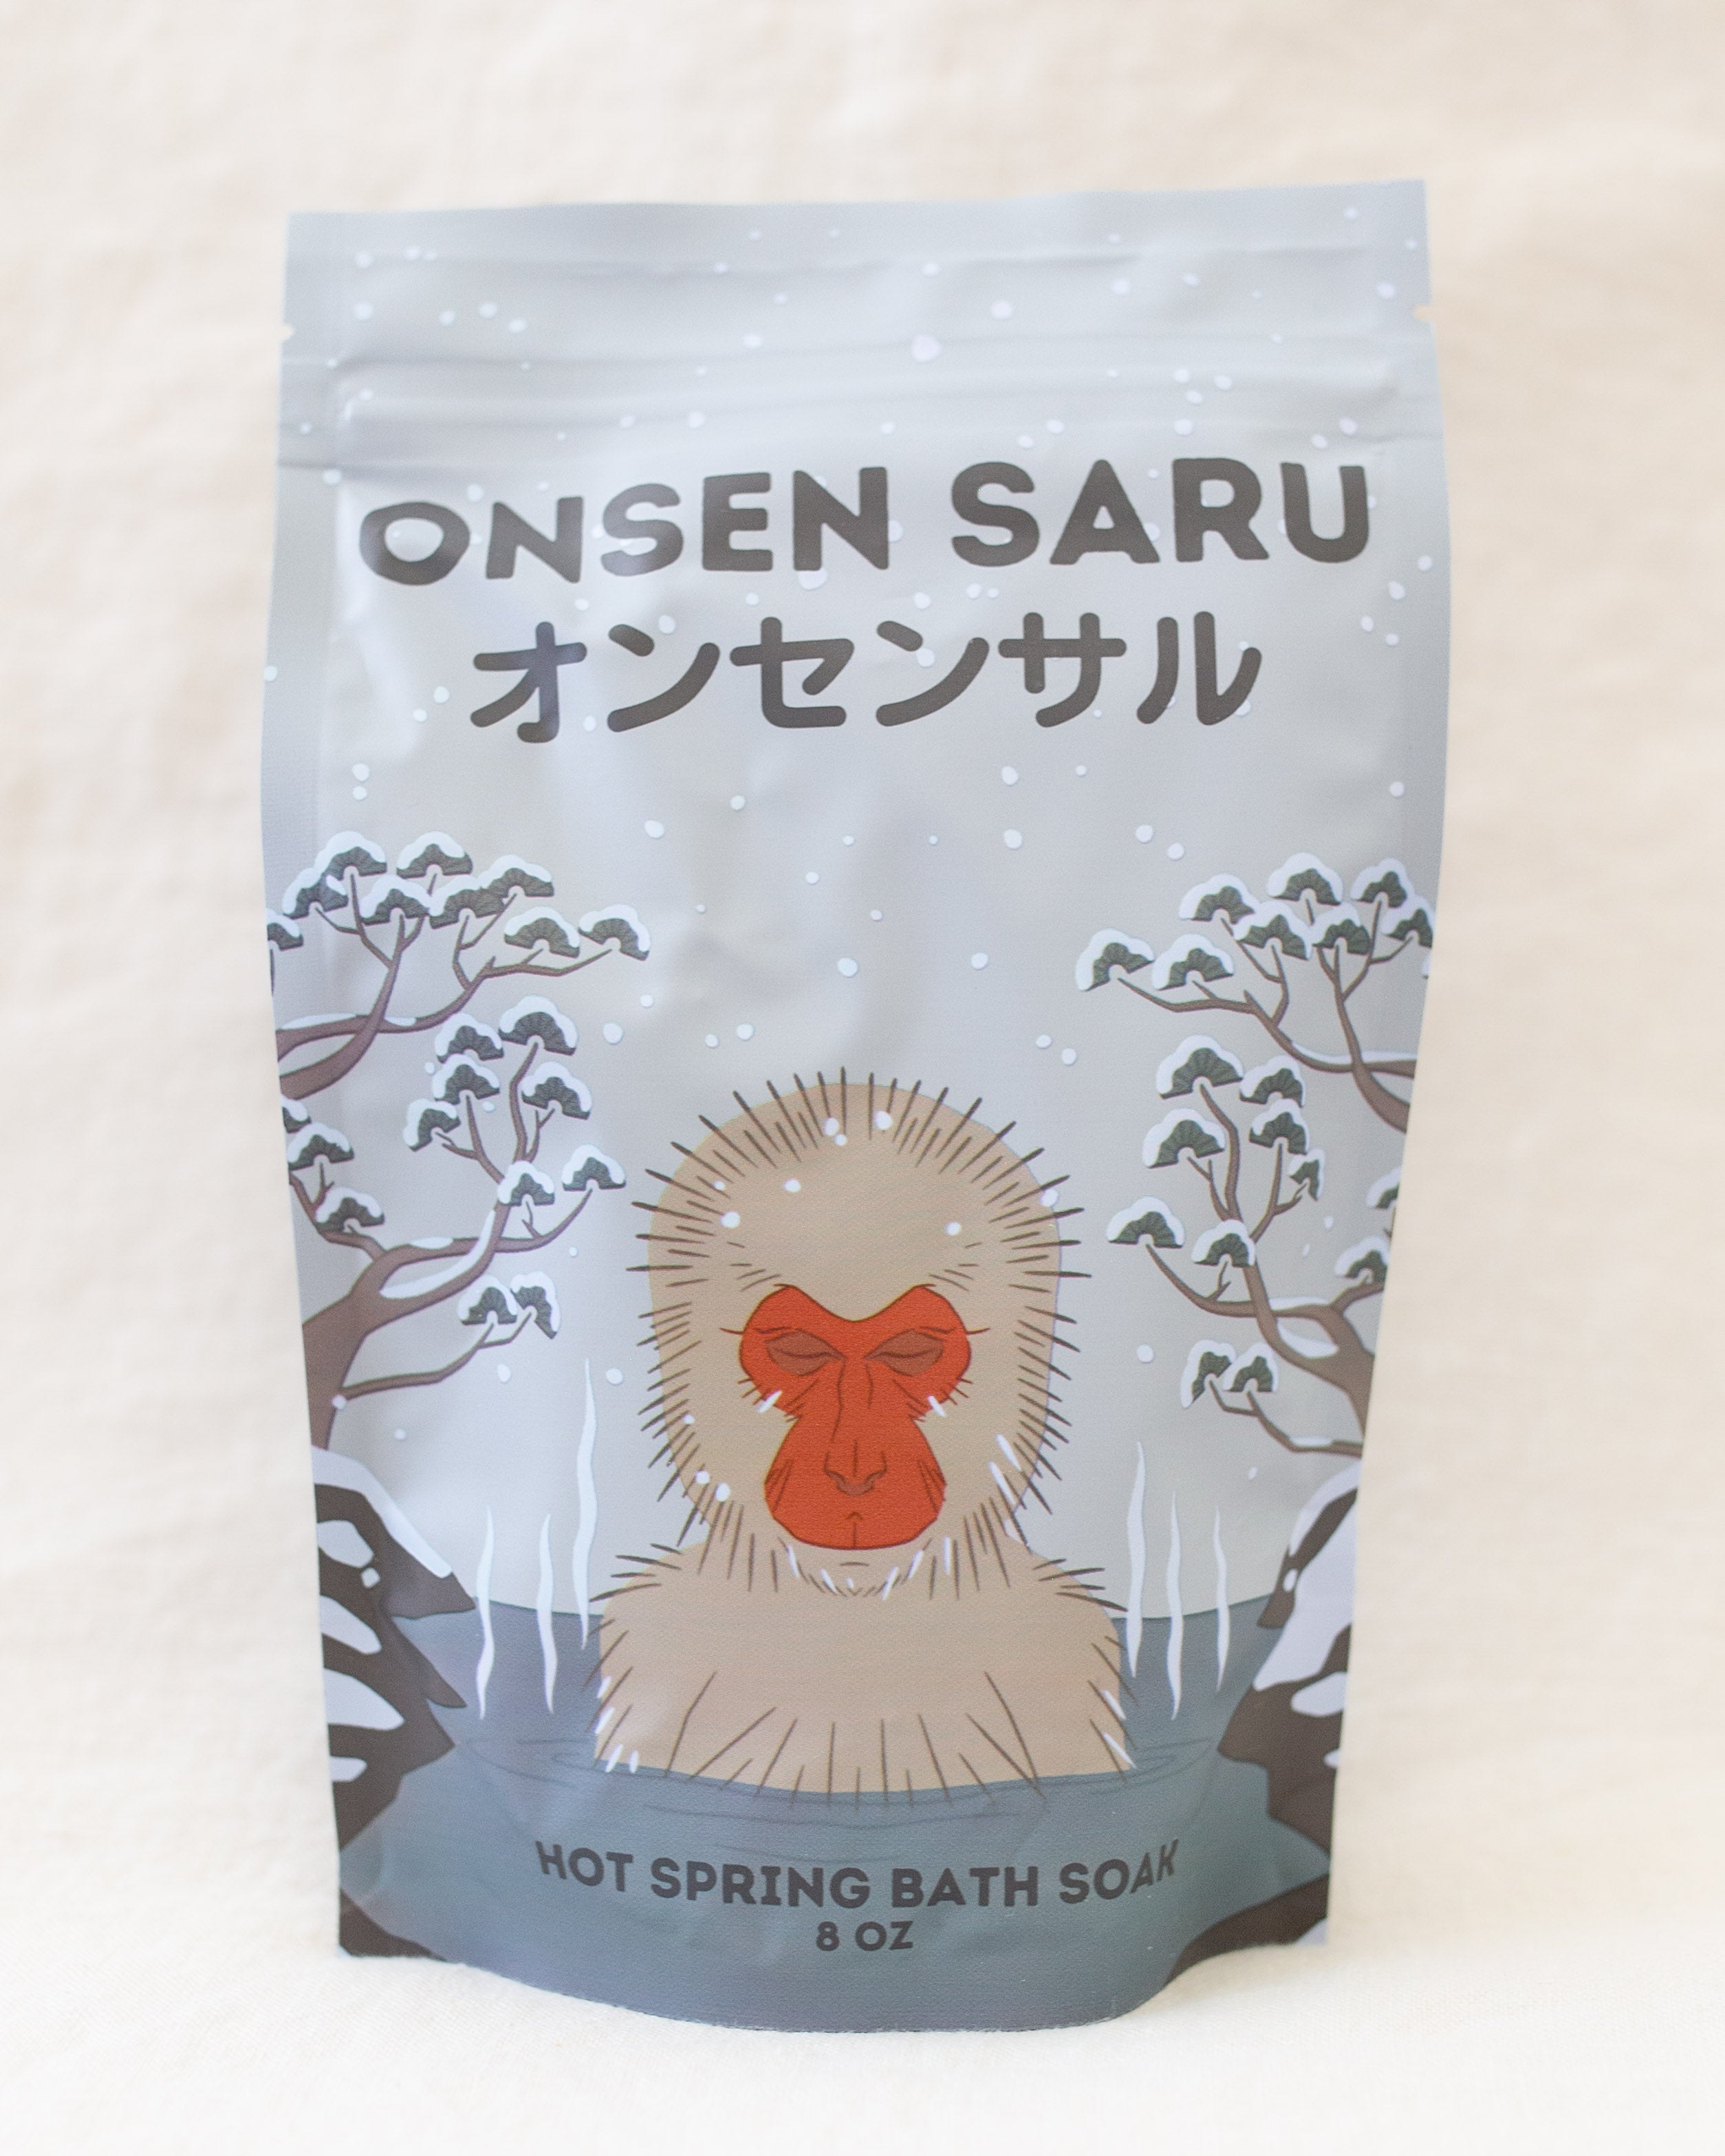 ONSEN SARU
オンセンサル
HOT SPRING BATH SOAK
8 OZ